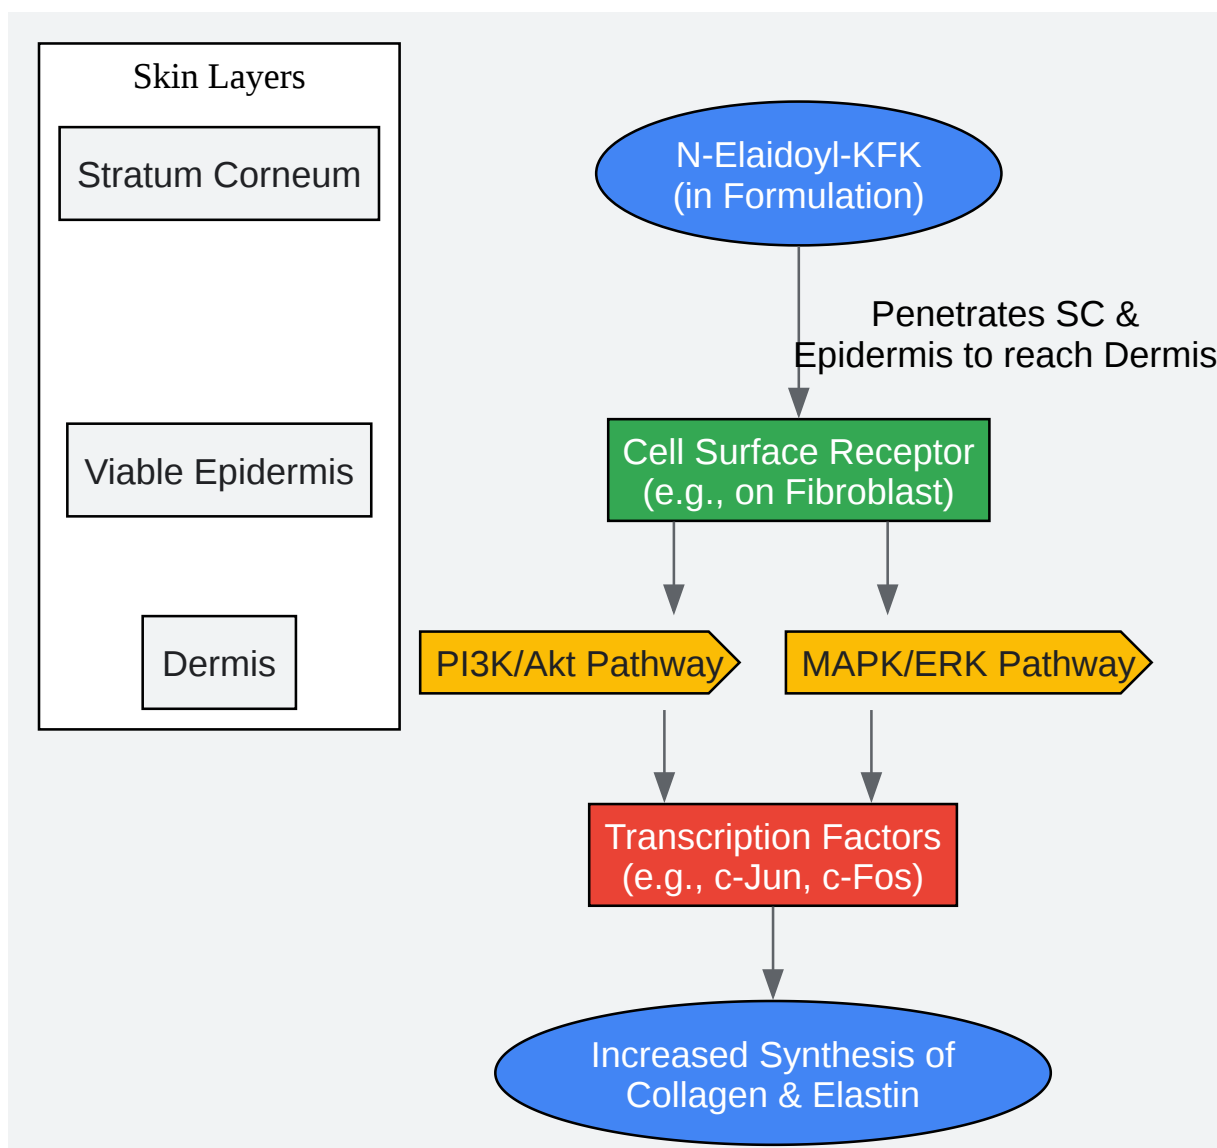 Skin Layers
Stratum Corneum
Viable Epidermis
Dermis
N-Elaidoyl-KFK
(in Formulation)
Penetrates SC &
Epidermis to reach Dermis
Cell Surface Receptor
(e.g., on Fibroblast)
PI3K/Akt Pathway
MAPK/ERK Pathway
Transcription Factors
(e.g., c-Jun, c-Fos)
Increased Synthesis of
Collagen & Elastin